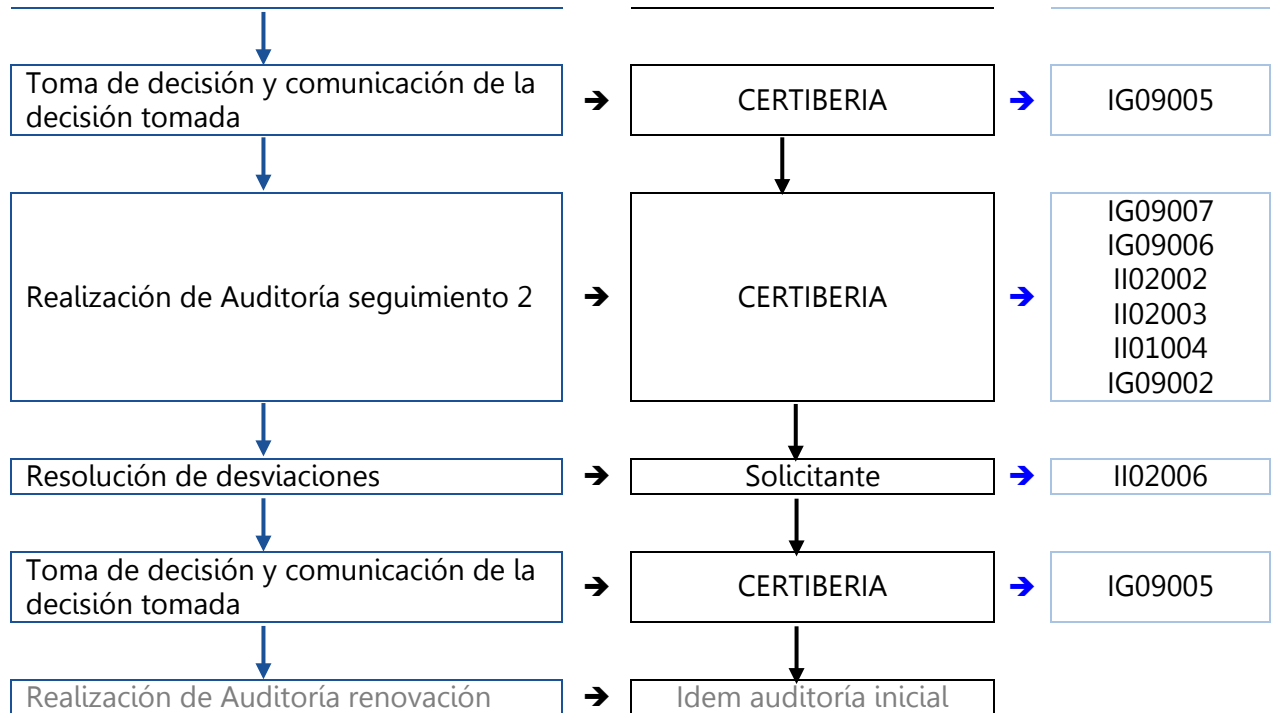 Toma de decisión y comunicación de la
decisión tomada
➔
CERTIBERIA
➔
IG09005
Realización de Auditoría seguimiento 2
➔
CERTIBERIA
➔
IG09007
IG09006
II02002
II02003
II01004
IG09002
Resolución de desviaciones
➔
Solicitante
➔
II02006
Toma de decisión y comunicación de la
decisión tomada
➔
CERTIBERIA
➔
IG09005
Realización de Auditoría renovación
➔
Idem auditoría inicial